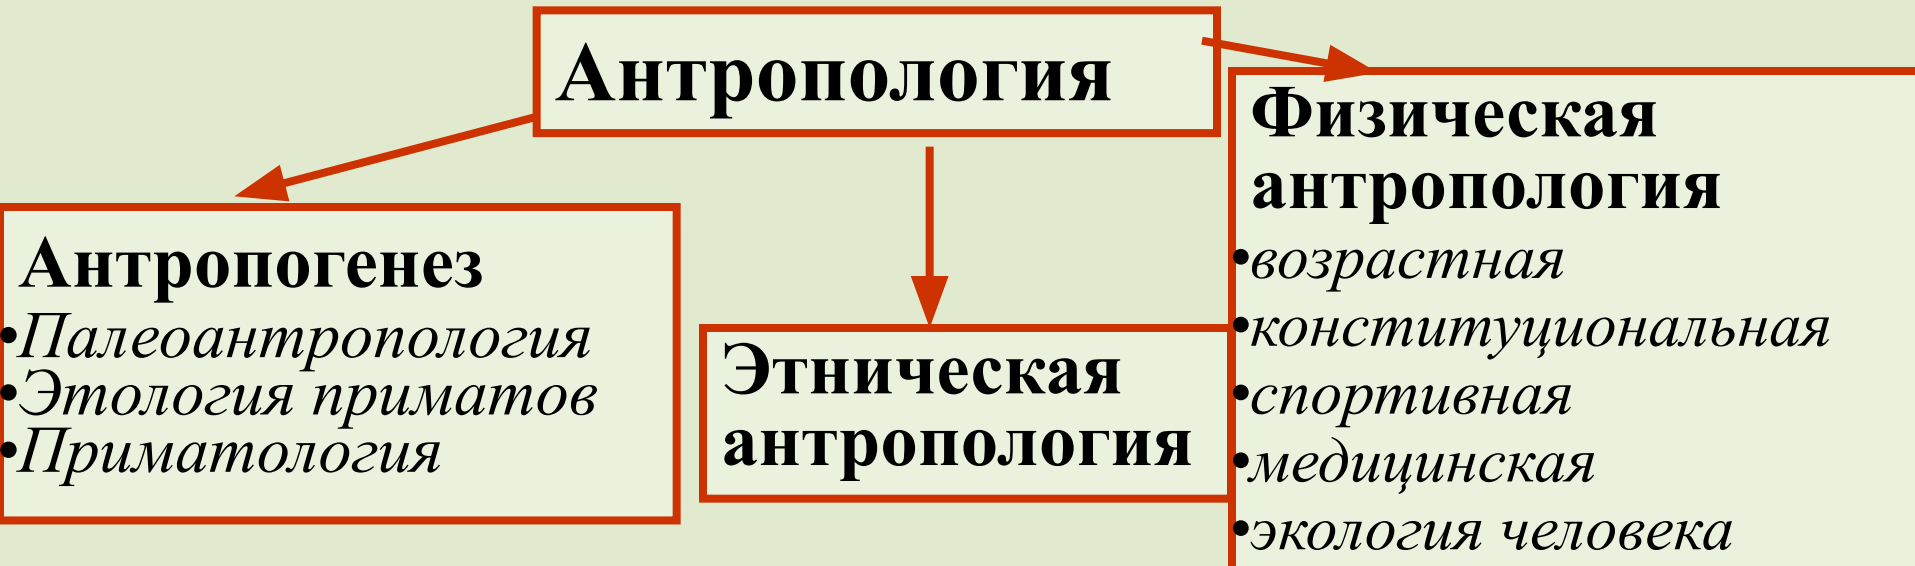 Антропология
Антропогенез
•Палеоантропология
•Этология приматов
•Приматология
Этническая
антропология
Физическая
антропология
•возрастная
•конституциональная
•спортивная
•медицинская
•экология человека